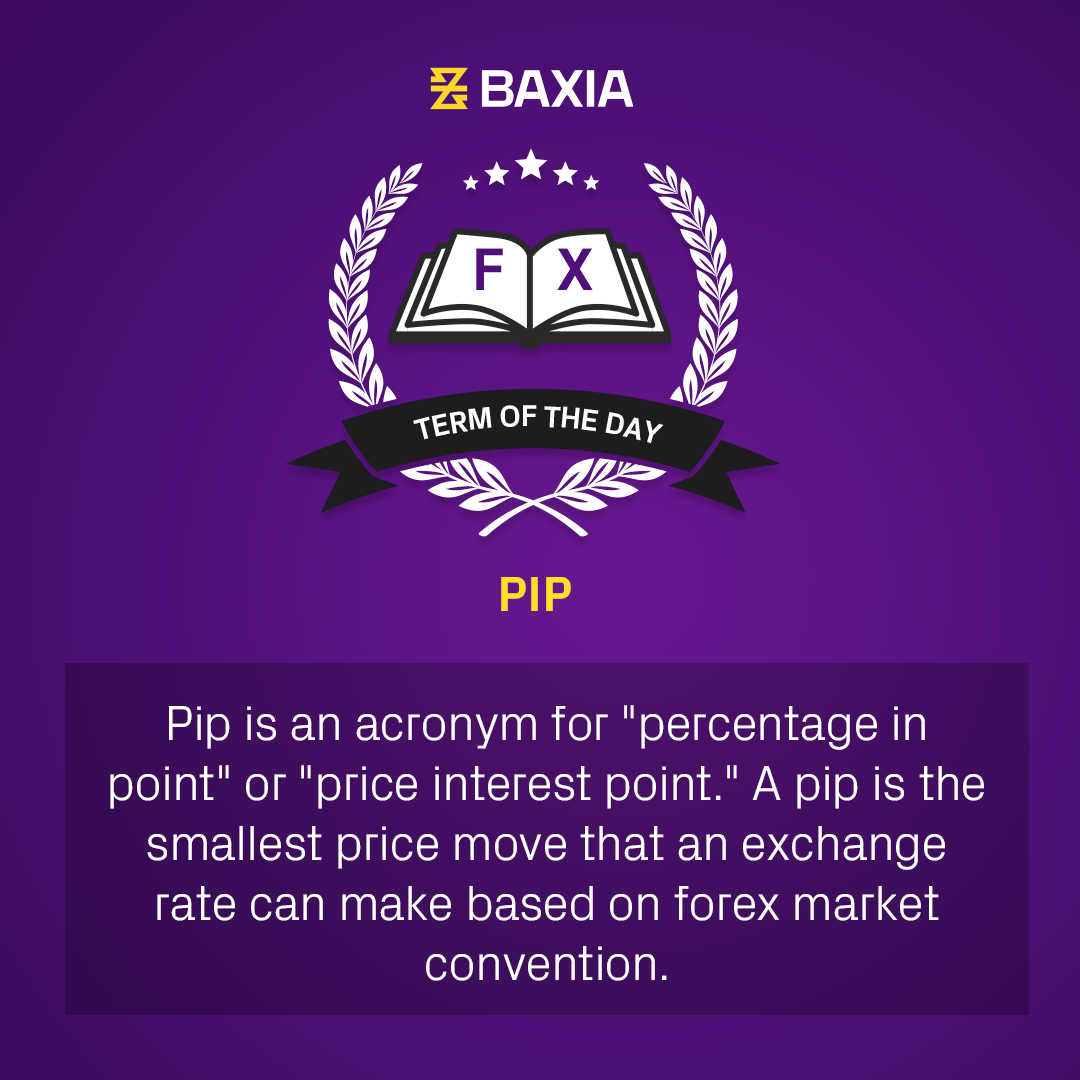 BAXIA
F X
TERM OF THE DAY
PIP
Pip is an acronym for "percentage in
point" or "price interest point." A pip is the
smallest price move that an exchange
rate can make based on forex market
convention.